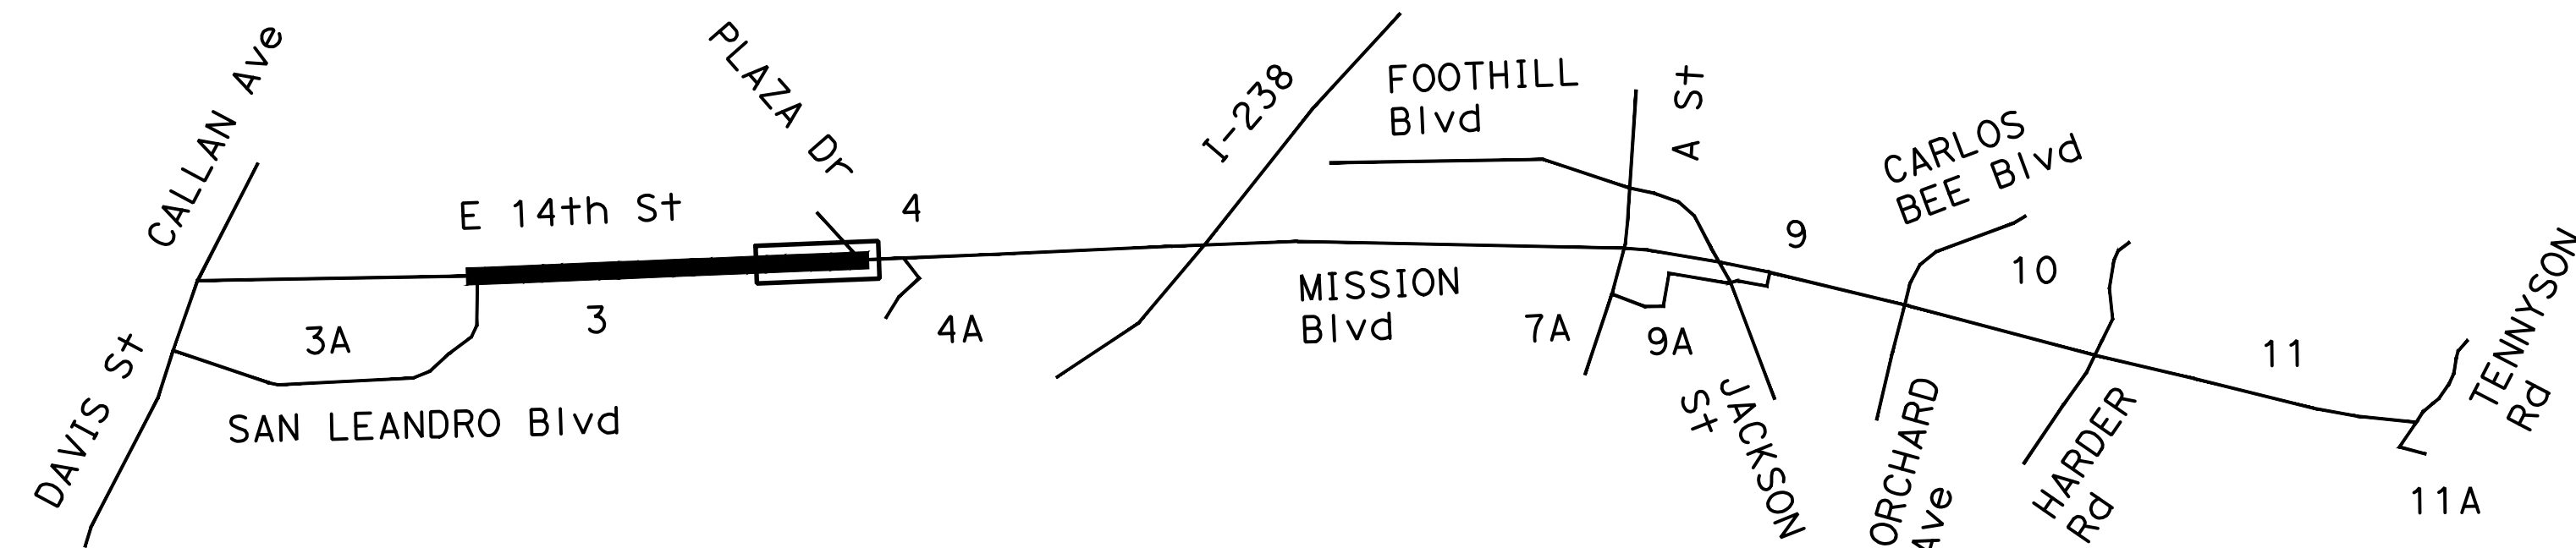 CALLAN Ave
PLAZA Dr
I-238
FOOTHILL
Blvd
A St
CARLOS
BEE Blvd
E 14th St
4
9
10
MISSION
Blvd
3A
3
4A
7A
9A
11
TENNYSON
Rd
DAVIS St
SAN LEANDRO Blvd
JACKSON
St
ORCHARD
Ave
HARDER
Rd
11A